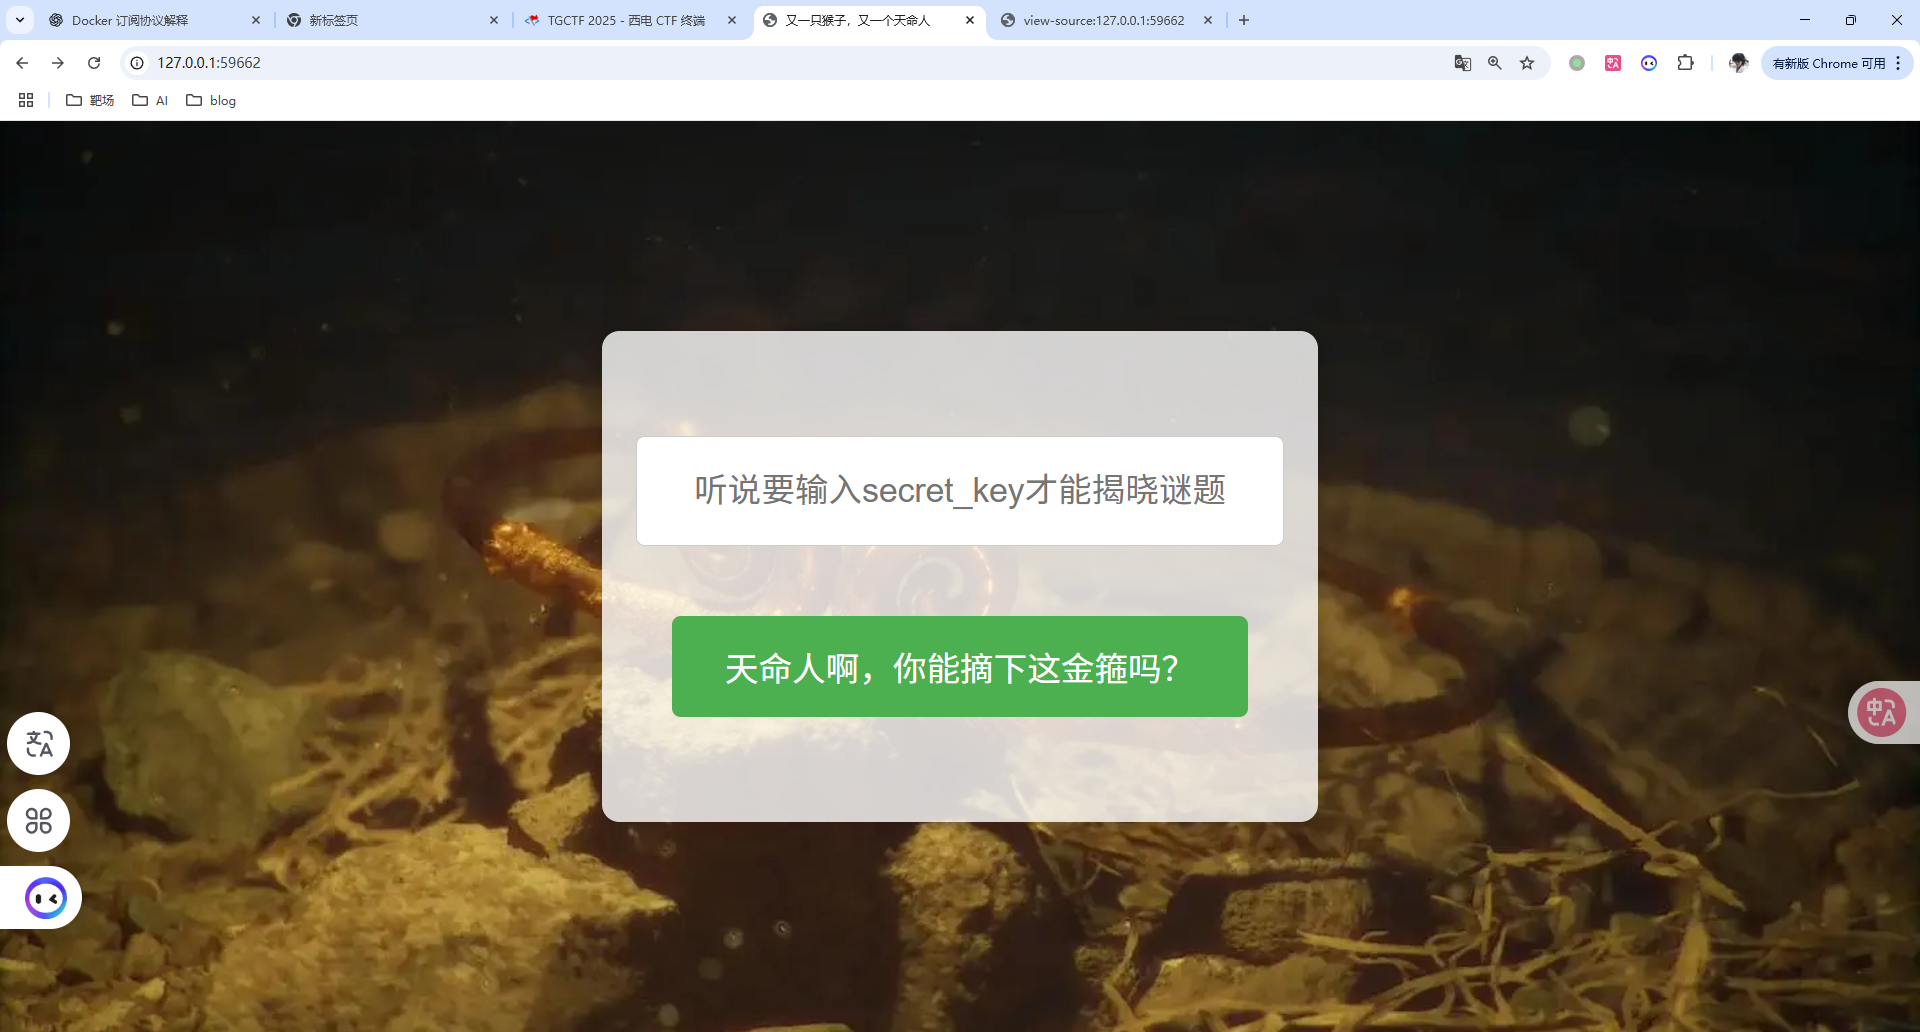 Docker 订阅协议解释
新标签页
TGCTF 2025 - 西电 CTF 终端
又一只猴子，又一个天命人
view-source:127.0.0.1:59662
127.0.0.1:59662
有新版 Chrome 可用
靶场
AI
blog
听说要输入secret_key才能揭晓谜题
天命人啊，你能摘下这金箍吗？